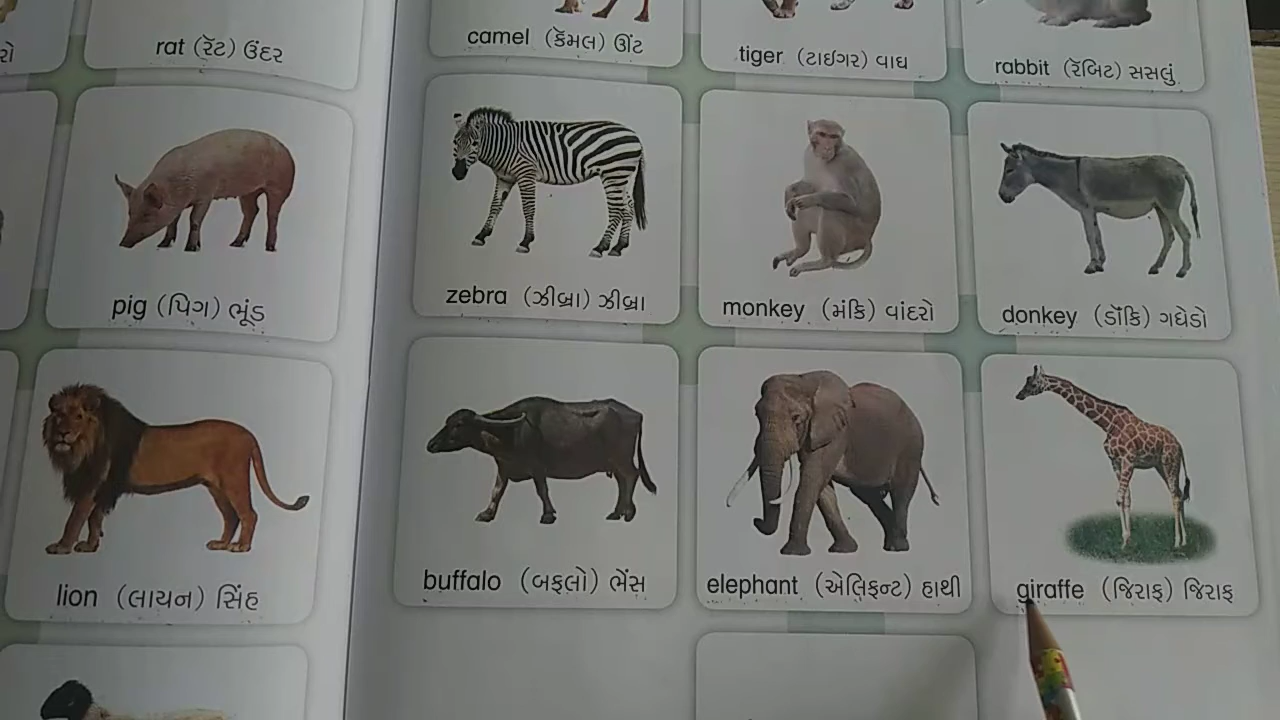 રો
rat (રૅટ) ઉંદર
camel (કૅમલ) ઊંટ
tiger (ટાઈગર) વાઘ
rabbit (રૅબિટ) સસલું
pig (પિગ) ભૂંડ
zebra (ઝીબ્રા) ઝીબ્રા
monkey (મંકિ) વાંદરો
donkey (ડૉંકિ) ગધેડો
lion (લાયન) સિંહ
buffalo (બફલો) ભેંસ
elephant (એલિફન્ટ) હાથી
giraffe (જિરાફ) જિરાફ